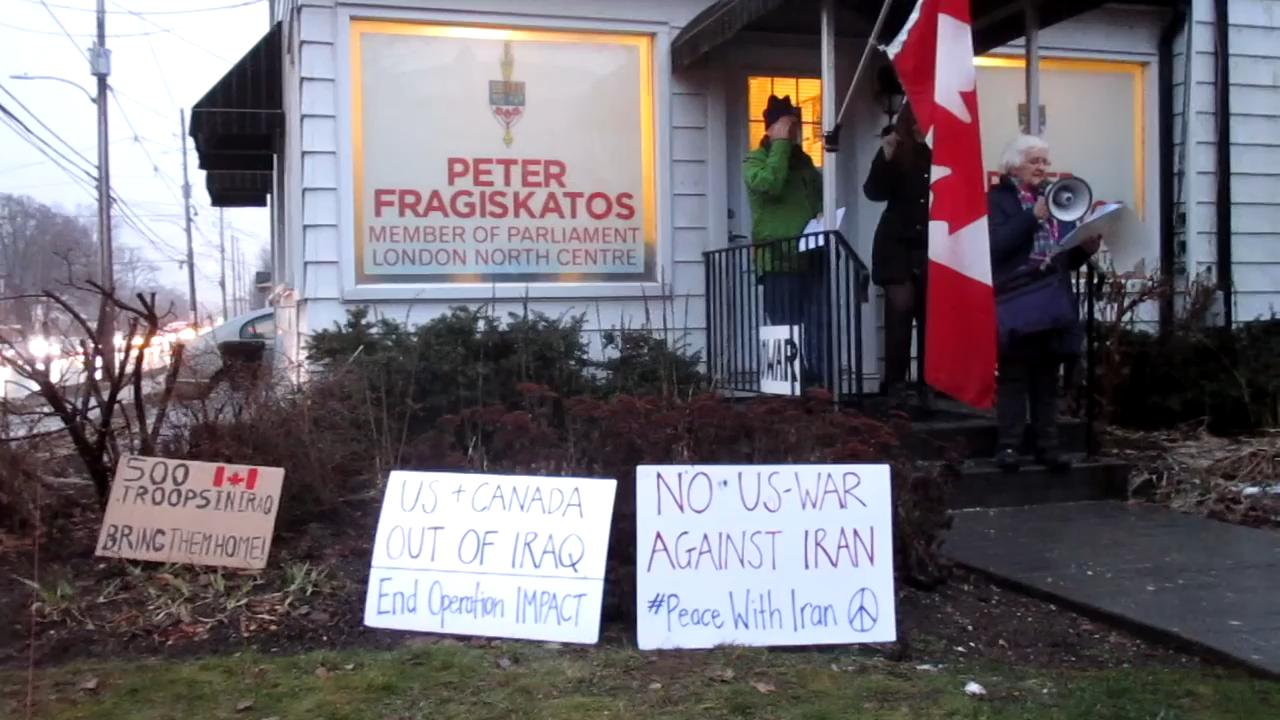 PETER
FRAGISKATOS
MEMBER OF PARLIAMENT
LONDON NORTH CENTRE
WAR
500
TROOPS IN IRAQ
BRING THEM HOME!
US + CANADA
OUT OF IRAQ
End Operation IMPACT
NO US-WAR
AGAINST IRAN
#Peace With Iran